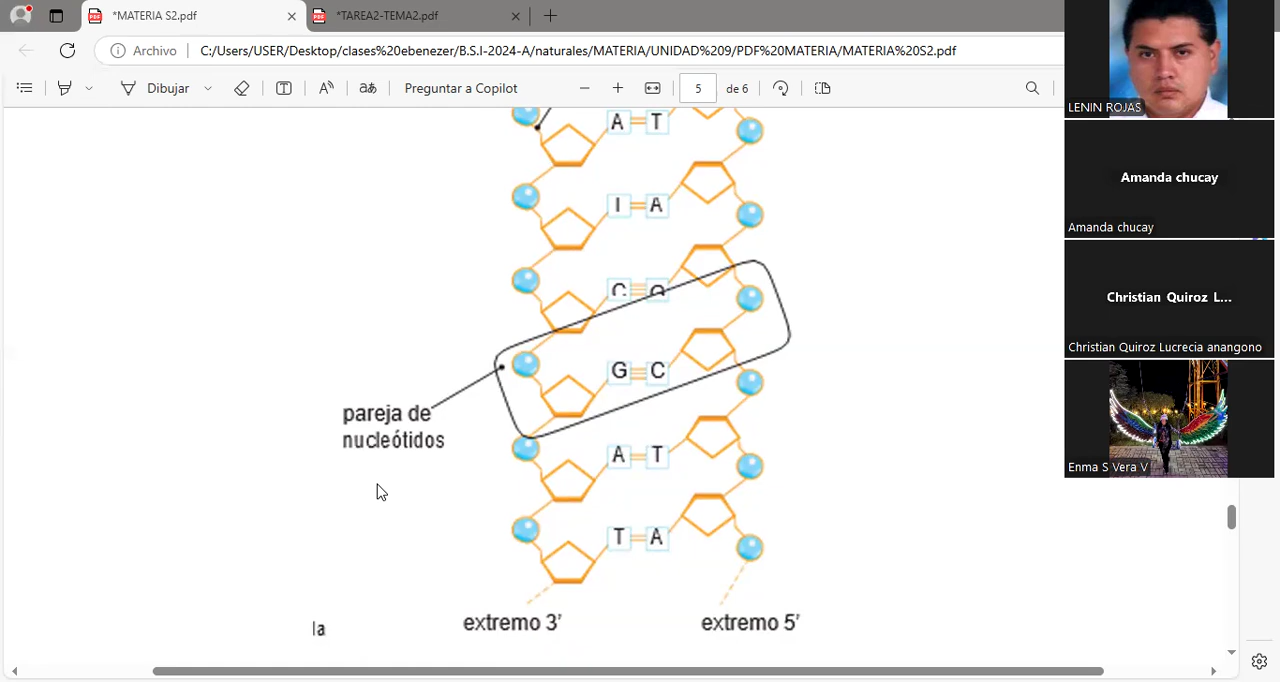 *MATERIA S2.pdf
*TAREA2-TEMA2.pdf
Archivo
C:/Users/USER/Desktop/clases%20ebenezer/B.S.I-2024-A/naturales/MATERIA/UNIDAD%209/PDF%20MATERIA/MATERIA%20S2.pdf
Dibujar
Preguntar a Copilot
5
de 6
A T
I A
C G
G C
pareja de
nucleótidos
A T
T A
extremo 3’ extremo 5’
la
LENIN ROJAS
Amanda chucay
Amanda chucay
Christian Quiroz L...
Christian Quiroz Lucrecia anangono
Enma S Vera V